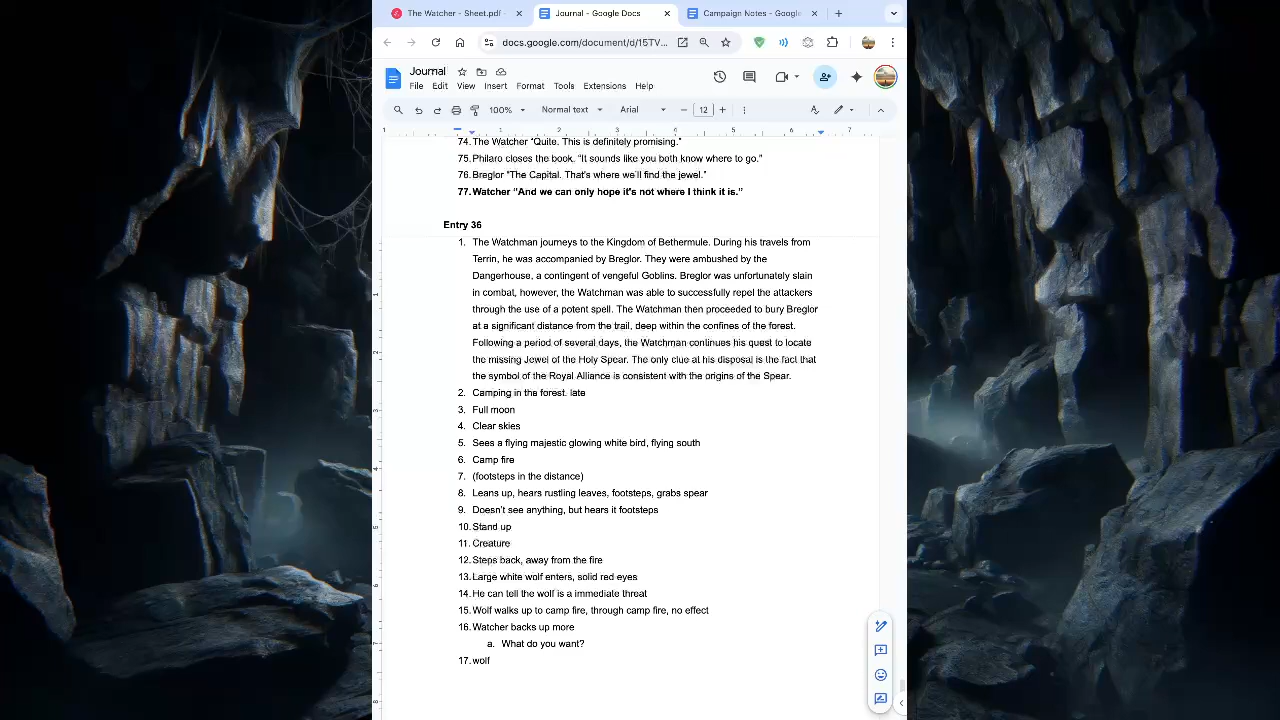 The Watcher - Sheet.pdf -
Journal - Google Docs
Campaign Notes - Google
docs.google.com/document/d/15TV...
Journal
File Edit View Insert Format Tools Extensions Help
100% Normal text Arial 12
1 1 2 3 4 5 6 7
74. The Watcher "Quite. This is definitely promising."
75. Philaro closes the book. "It sounds like you both know where to go."
76. Breglor "The Capital. That's where we'll find the jewel."
77. Watcher "And we can only hope it's not where I think it is."
Entry 36
1. The Watchman journeys to the Kingdom of Bethermule. During his travels from
Terrin, he was accompanied by Breglor. They were ambushed by the
Dangerhouse, a contingent of vengeful Goblins. Breglor was unfortunately slain
in combat, however, the Watchman was able to successfully repel the attackers
through the use of a potent spell. The Watchman then proceeded to bury Breglor
at a significant distance from the trail, deep within the confines of the forest.
Following a period of several days, the Watchman continues his quest to locate
the missing Jewel of the Holy Spear. The only clue at his disposal is the fact that
the symbol of the Royal Alliance is consistent with the origins of the Spear.
2. Camping in the forest. late
3. Full moon
4. Clear skies
5. Sees a flying majestic glowing white bird, flying south
6. Camp fire
7. (footsteps in the distance)
8. Leans up, hears rustling leaves, footsteps, grabs spear
9. Doesn't see anything, but hears it footsteps
10. Stand up
11. Creature
12. Steps back, away from the fire
13. Large white wolf enters, solid red eyes
14. He can tell the wolf is a immediate throat
15. Wolf walks up to camp fire, through camp fire, no effect
16. Watcher backs up more
a. What do you want?
17. wolf